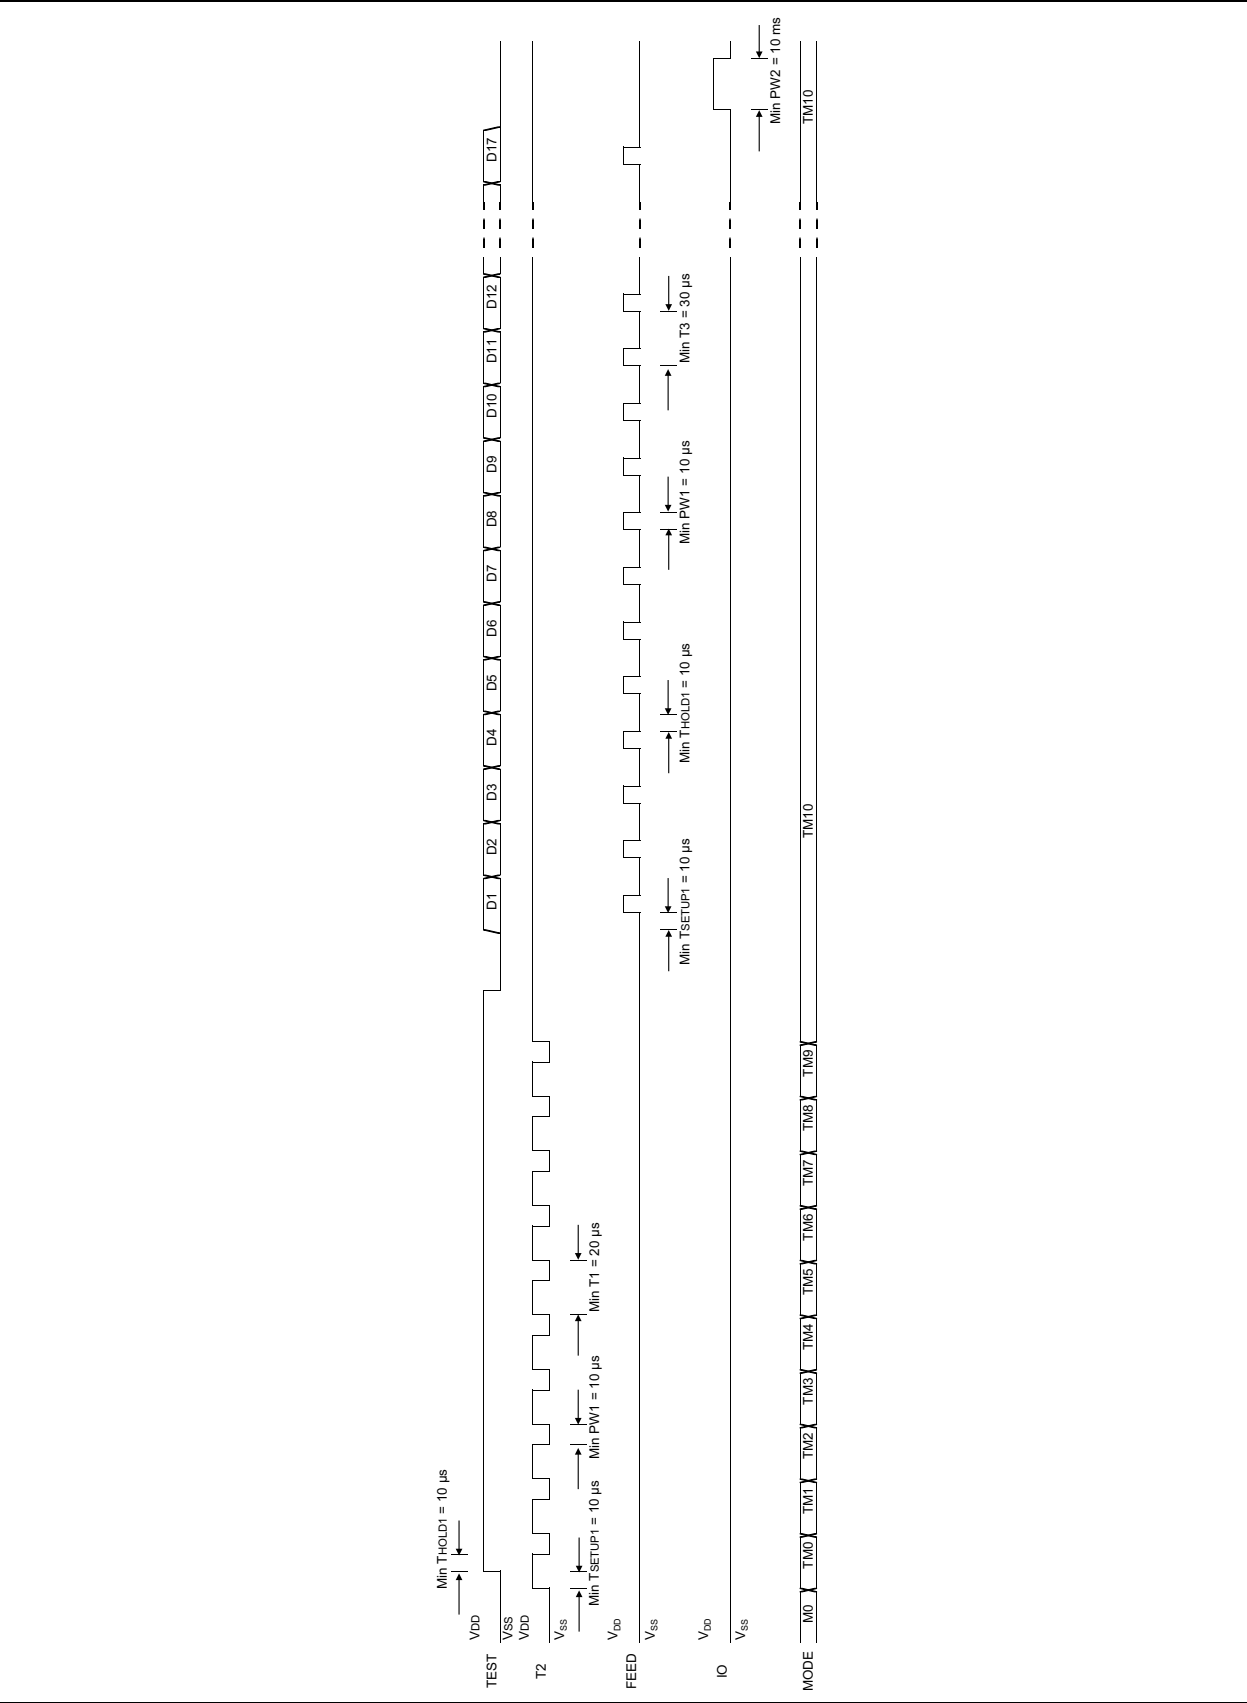 Min THOLD1 = 10 µs
TEST
VDD
VSS
D1
D2
D3
D4
D5
D6
D7
D8
D9
D10
D11
D12
D17
T2
VDD
VSS
Min TSETUP1 = 10 µs
Min PW1 = 10 µs
Min T1 = 20 µs
FEED
VDD
VSS
Min TSETUP1 = 10 µs
Min THOLD1 = 10 µs
Min PW1 = 10 µs
Min T3 = 30 µs
IO
VDD
VSS
Min PW2 = 10 ms
MODE
M0
TM0
TM1
TM2
TM3
TM4
TM5
TM6
TM7
TM8
TM9
TM10
TM10